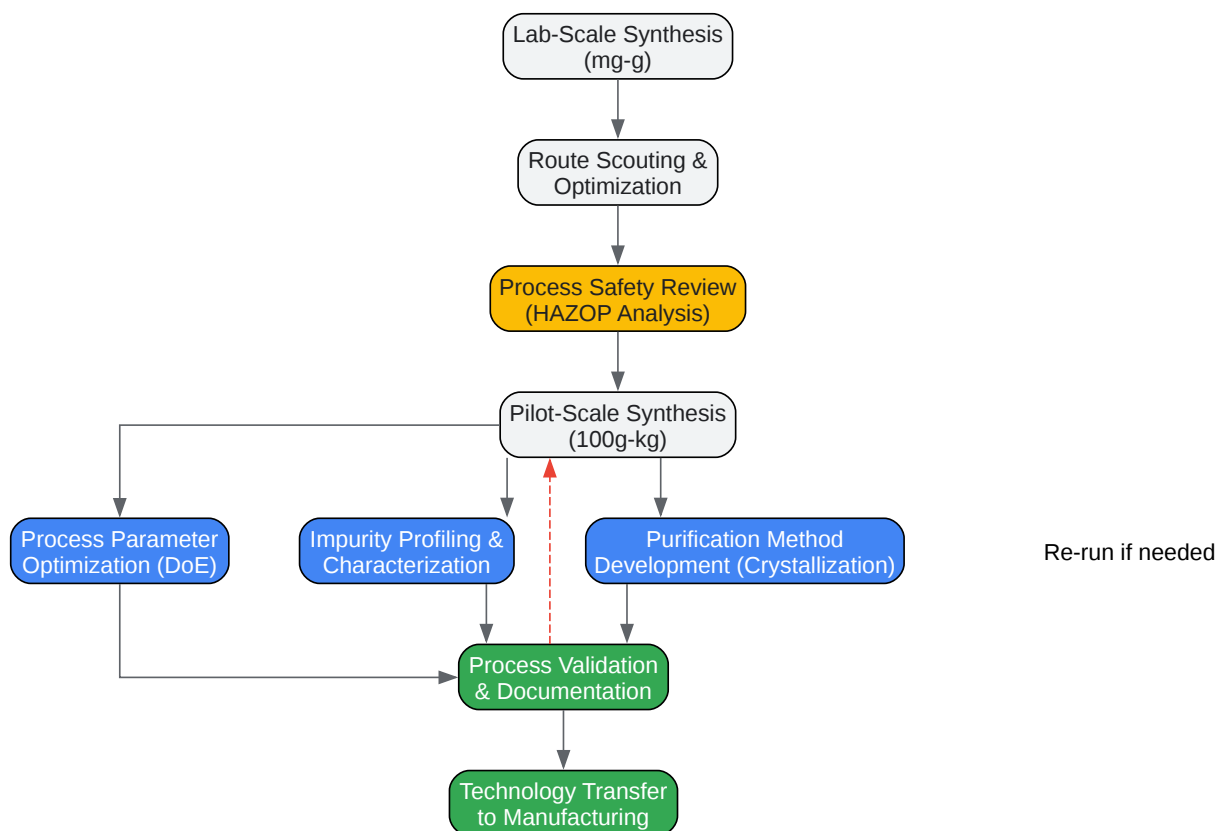 Lab-Scale Synthesis
(mg-g)
Route Scouting &
Optimization
Process Safety Review
(HAZOP Analysis)
Pilot-Scale Synthesis
(100g-kg)
Process Parameter
Optimization (DoE)
Impurity Profiling &
Characterization
Purification Method
Development (Crystallization)
Re-run if needed
Process Validation
& Documentation
Technology Transfer
to Manufacturing